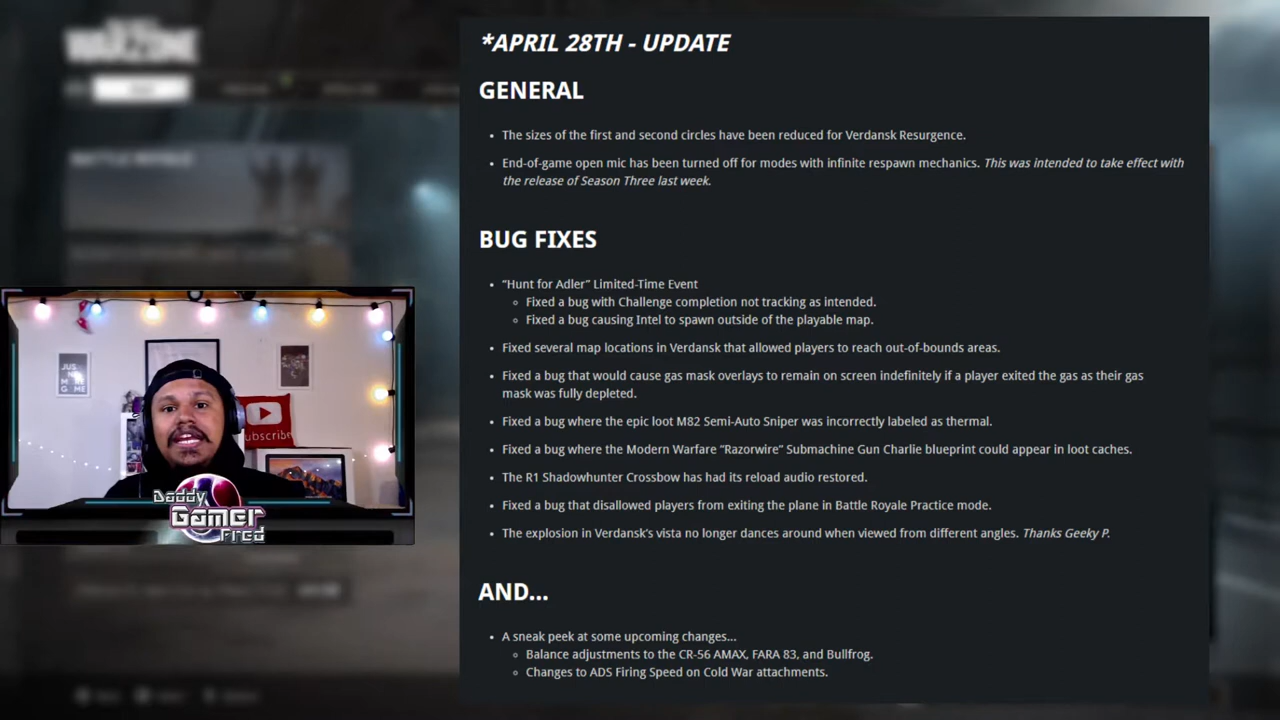 WARZONE
BATTLE ROYALE
*APRIL 28TH - UPDATE
GENERAL
• The sizes of the first and second circles have been reduced for Verdansk Resurgence.
• End-of-game open mic has been turned off for modes with infinite respawn mechanics. This was intended to take effect with
the release of Season Three last week.
BUG FIXES
• “Hunt for Adler” Limited-Time Event
◦ Fixed a bug with Challenge completion not tracking as intended.
◦ Fixed a bug causing Intel to spawn outside of the playable map.
• Fixed several map locations in Verdansk that allowed players to reach out-of-bounds areas.
• Fixed a bug that would cause gas mask overlays to remain on screen indefinitely if a player exited the gas as their gas
mask was fully depleted.
• Fixed a bug where the epic loot M82 Semi-Auto Sniper was incorrectly labeled as thermal.
• Fixed a bug where the Modern Warfare “Razorwire” Submachine Gun Charlie blueprint could appear in loot caches.
• The R1 Shadowhunter Crossbow has had its reload audio restored.
• Fixed a bug that disallowed players from exiting the plane in Battle Royale Practice mode.
• The explosion in Verdansk’s vista no longer dances around when viewed from different angles. Thanks Geeky P.
AND...
• A sneak peek at some upcoming changes...
◦ Balance adjustments to the CR-56 AMAX, FARA 83, and Bullfrog.
◦ Changes to ADS Firing Speed on Cold War attachments.
subscribe
Daddy
Gamer
Fred